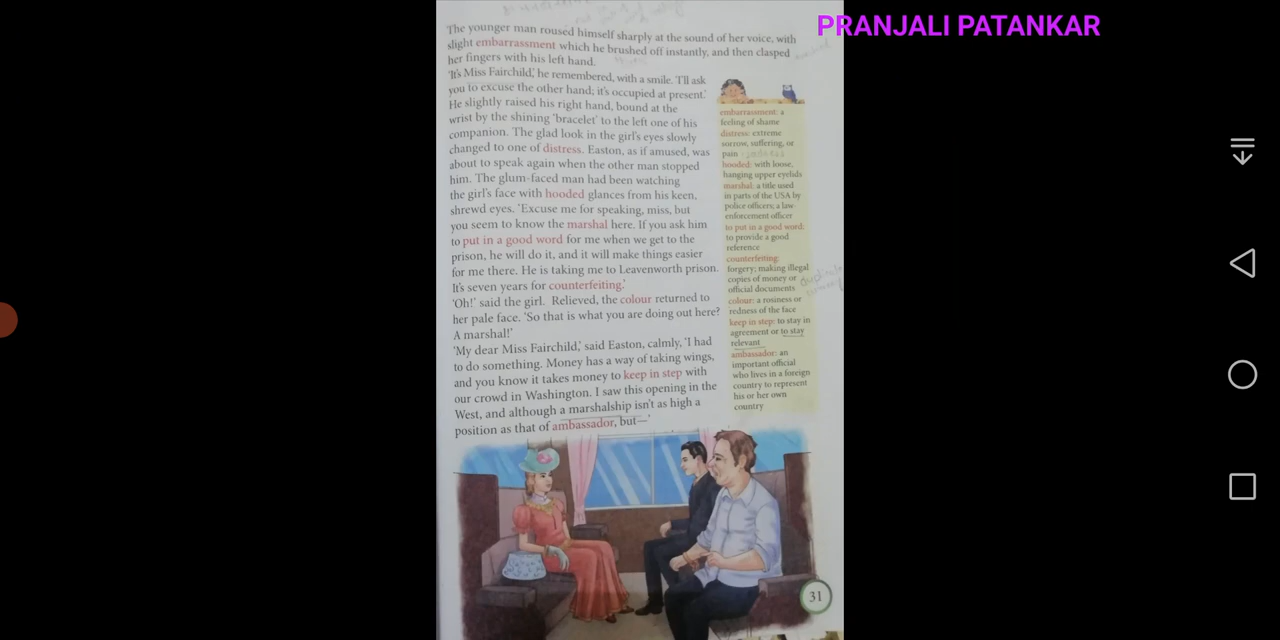 PRANJALI PATANKAR
The younger man roused himself sharply at the sound of her voice, with
slight embarrassment which he brushed off instantly, and then clasped
her fingers with his left hand.
'It's Miss Fairchild,' he remembered, with a smile. 'I'll ask
you to excuse the other hand; it's occupied at present.'
He slightly raised his right hand, bound at the
wrist by the shining 'bracelet' to the left one of his
companion. The glad look in the girl's eyes slowly
changed to one of distress. Easton, as if amused, was
about to speak again when the other man stopped
him. The glum-faced man had been watching
the girl's face with hooded glances from his keen,
shrewd eyes. 'Excuse me for speaking, miss, but
you seem to know the marshal here. If you ask him
to put in a good word for me when we get to the
prison, he will do it, and it will make things easier
for me there. He is taking me to Leavenworth prison.
It's seven years for counterfeiting.'
'Oh!' said the girl. Relieved, the colour returned to
her pale face. 'So that is what you are doing out here?
A marshal!'
'My dear Miss Fairchild,' said Easton, calmly, 'I had
to do something. Money has a way of taking wings,
and you know it takes money to keep in step with
our crowd in Washington. I saw this opening in the
West, and although a marshalship isn't as high a
position as that of ambassador, but—'
embarrassment: a
feeling of shame
distress: extreme
sorrow, suffering, or
pain
hooded: with loose,
hanging upper eyelids
marshal: a title used
in parts of the USA by
police officers; a law-
enforcement officer
to put in a good word:
to provide a good
reference
counterfeiting:
forgery; making illegal
copies of money or
official documents
colour: a rosiness or
redness of the face
keep in step: to stay in
agreement or to stay
relevant
ambassador: an
important official
who lives in a foreign
country to represent
his or her own
country
31